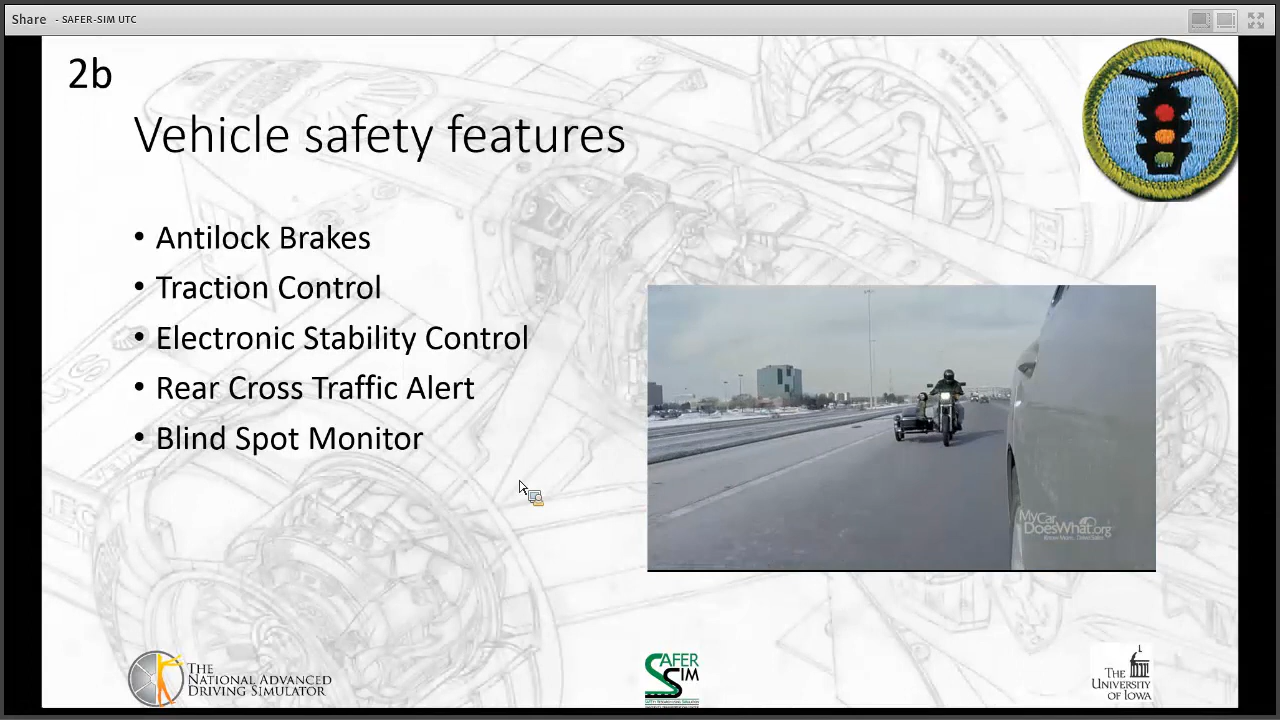 Share - SAFER-SIM UTC
2b
Vehicle safety features
• Antilock Brakes
• Traction Control
• Electronic Stability Control
• Rear Cross Traffic Alert
• Blind Spot Monitor
MyCar
DoesWhat.org
THE
NATIONAL ADVANCED
DRIVING SIMULATOR
SAFER
SIM
THE
UNIVERSITY
OF IOWA